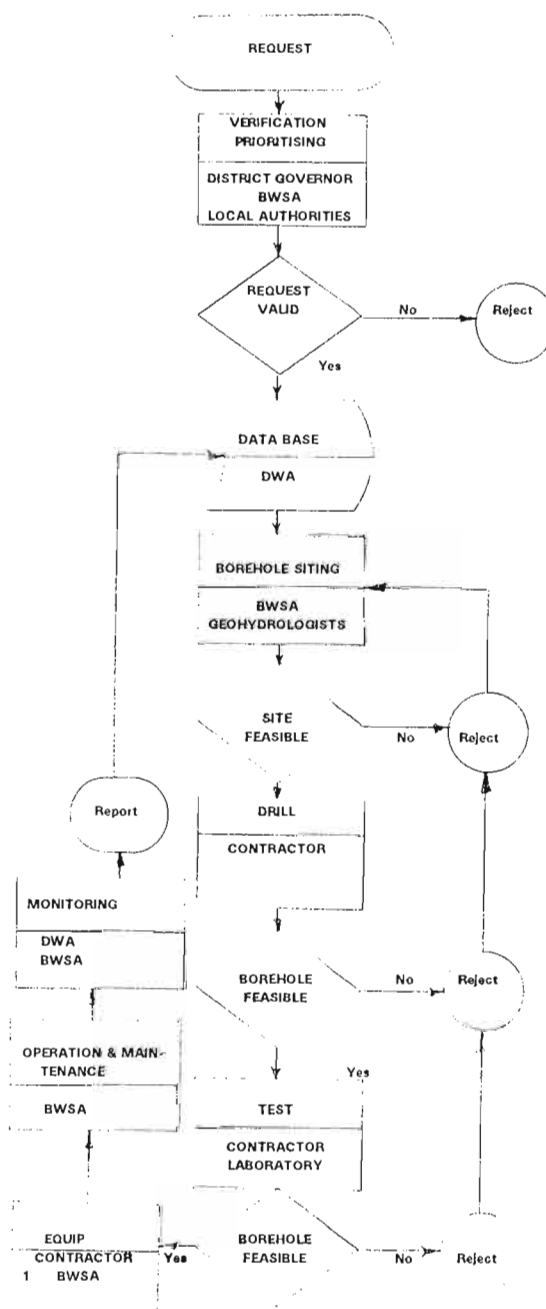 REQUEST
VERIFICATION
PRIORITISING
DISTRICT GOVERNOR
BWSA
LOCAL AUTHORITIES
REQUEST
VALID
No
Reject
Yes
DATA BASE
DWA
BOREHOLE SITING
BWSA
GEOHYDROLOGISTS
SITE
FEASIBLE
No
Reject
DRILL
CONTRACTOR
Report
MONITORING
DWA
BWSA
BOREHOLE
FEASIBLE
No
Reject
OPERATION & MAIN-
TENANCE
BWSA
Yes
TEST
CONTRACTOR
LABORATORY
EQUIP
CONTRACTOR
1 BWSA
Yes
BOREHOLE
FEASIBLE
No
Reject